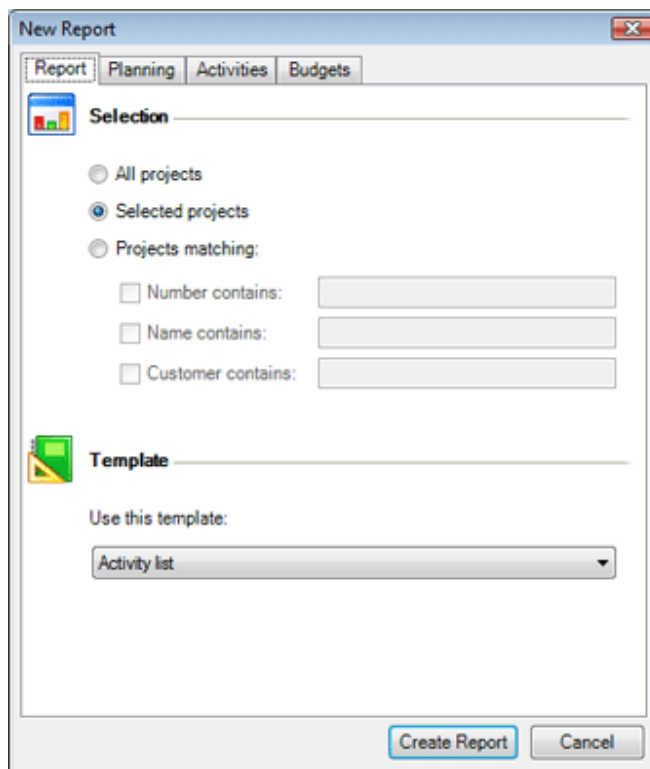 New Report
Report Planning Activities Budgets
Selection
All projects
Selected projects
Projects matching:
Number contains:
Name contains:
Customer contains:
Template
Use this template:
Activity list
Create Report Cancel